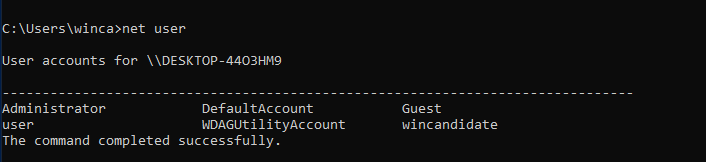 C:\Users\winca>net user
User accounts for \\DESKTOP-44O3HM9
-------------------------------------------------------------------------------
Administrator            DefaultAccount           Guest
user                     WDAGUtilityAccount       wincandidate
The command completed successfully.